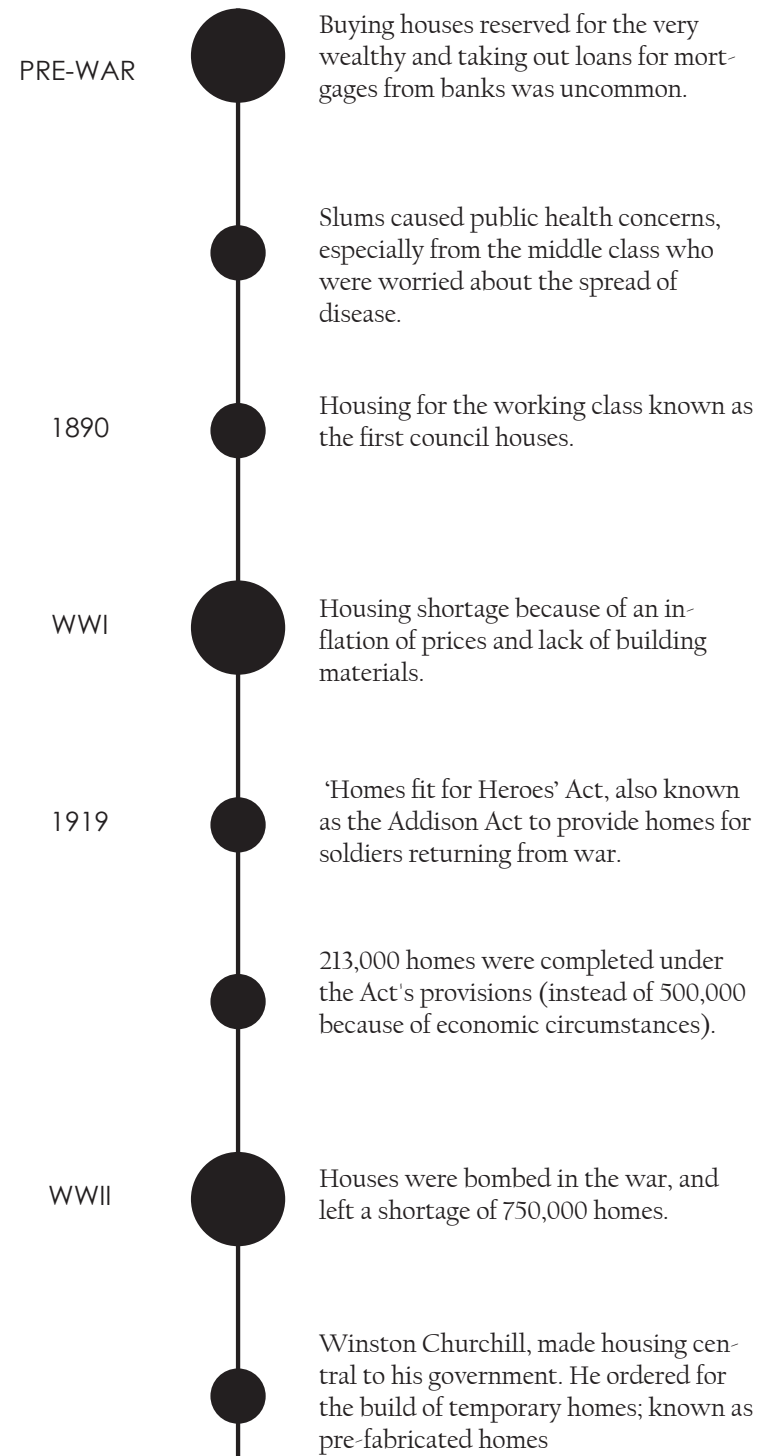 Buying houses reserved for the very
PRE-WAR
wealthy and taking out loans for mort-
gages from banks was uncommon.
Slums caused public health concerns,
especially from the middle class who
were worried about the spread of
disease.
1890
Housing for the working class known as
the first council houses.
WWI
Housing shortage because of an in-
flation of prices and lack of building
materials.
1919
‘Homes fit for Heroes’ Act, also known
as the Addison Act to provide homes for
soldiers returning from war.
213,000 homes were completed under
the Act's provisions (instead of 500,000
because of economic circumstances).
WWII
Houses were bombed in the war, and
left a shortage of 750,000 homes.
Winston Churchill, made housing cen-
tral to his government. He ordered for
the build of temporary homes; known as
pre-fabricated homes